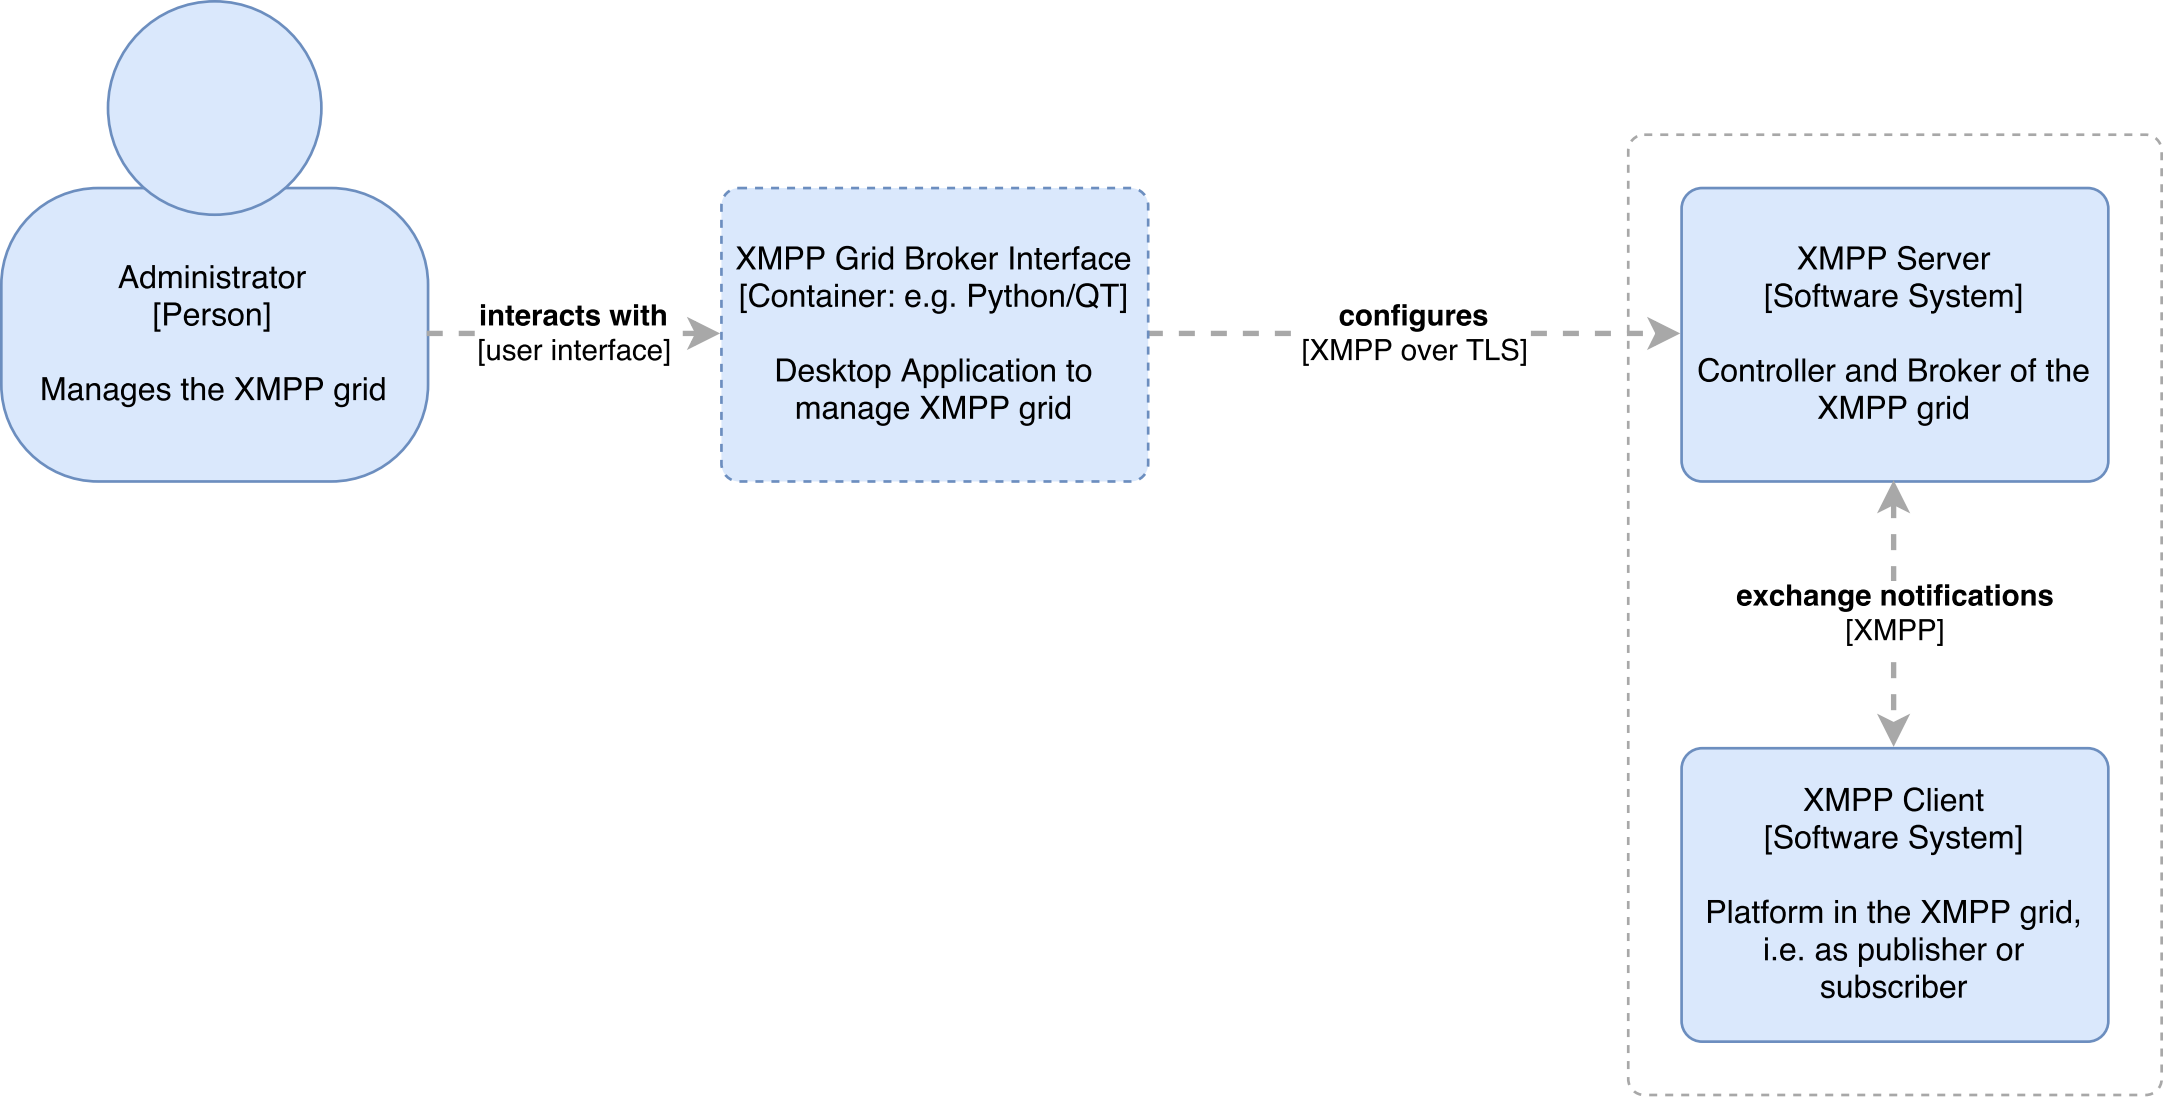 Administrator
[Person]
Manages the XMPP grid
interacts with
[user interface]
XMPP Grid Broker Interface
[Container: e.g. Python/QT]
Desktop Application to
manage XMPP grid
configures
[XMPP over TLS]
XMPP Server
[Software System]
Controller and Broker of the
XMPP grid
exchange notifications
[XMPP]
XMPP Client
[Software System]
Platform in the XMPP grid,
i.e. as publisher or
subscriber